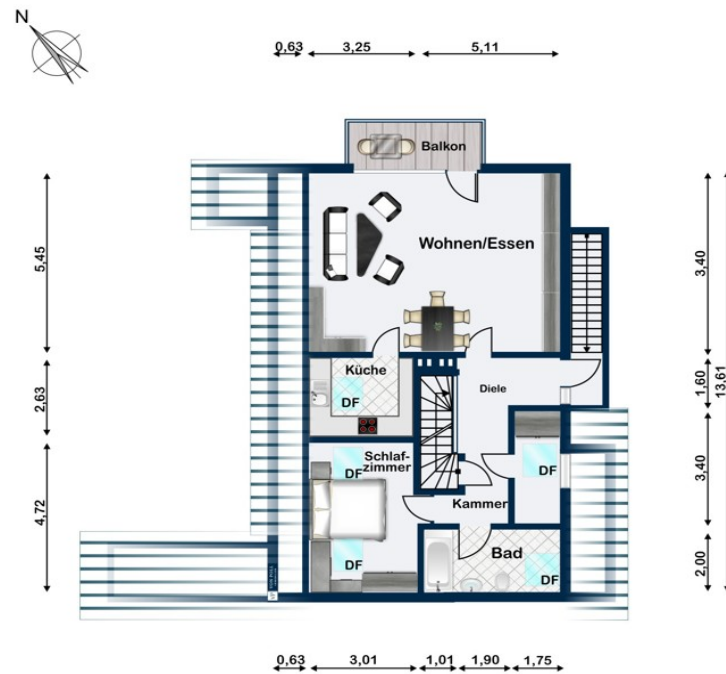 N
0,63 3,25 5,11
Balkon
Wohnen/Essen
5,45
3,40
Küche
DF
Diele
2,63
1,60
13,61
Schlaf-
zimmer
DF
DF
3,40
4,72
Kammer
Bad
DF
DF
2,00
0,63 3,01 1,01 1,90 1,75